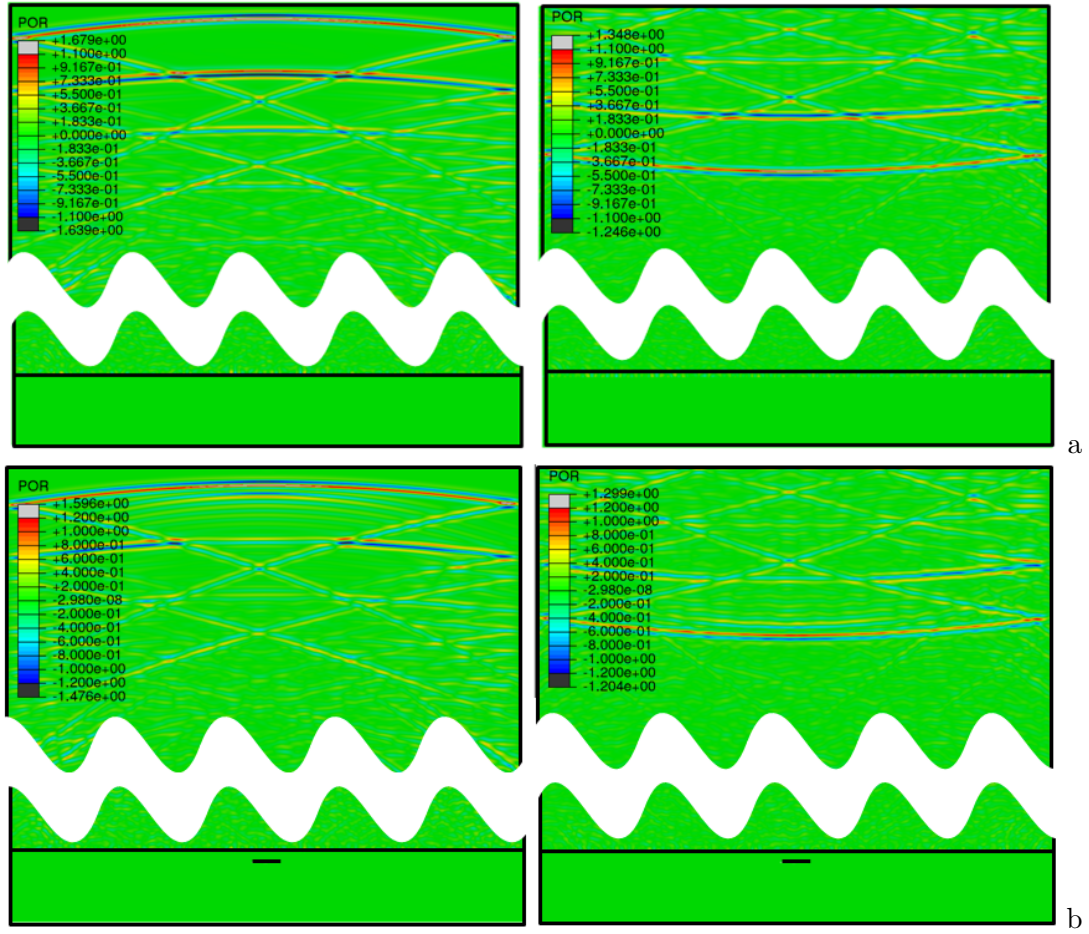 POR
+1.679e+00
+1.100e+00
+9.167e-01
+7.333e-01
+5.500e-01
+3.667e-01
+1.833e-01
+0.000e+00
-1.833e-01
-3.667e-01
-5.500e-01
-7.333e-01
-9.167e-01
-1.100e+00
-1.639e+00
POR
+1.348e+00
+1.100e+00
+9.167e-01
+7.333e-01
+5.500e-01
+3.667e-01
+1.833e-01
+0.000e+00
-1.833e-01
-3.667e-01
-5.500e-01
-7.333e-01
-9.167e-01
-1.100e+00
-1.246e+00
a
POR
+1.596e+00
+1.200e+00
+1.000e+00
+8.000e-01
+6.000e-01
+4.000e-01
+2.000e-01
-2.980e-08
-2.000e-01
-4.000e-01
-6.000e-01
-8.000e-01
-1.000e+00
-1.200e+00
-1.476e+00
POR
+1.299e+00
+1.200e+00
+1.000e+00
+8.000e-01
+6.000e-01
+4.000e-01
+2.000e-01
-2.980e-08
-2.000e-01
-4.000e-01
-6.000e-01
-8.000e-01
-1.000e+00
-1.200e+00
-1.204e+00
b